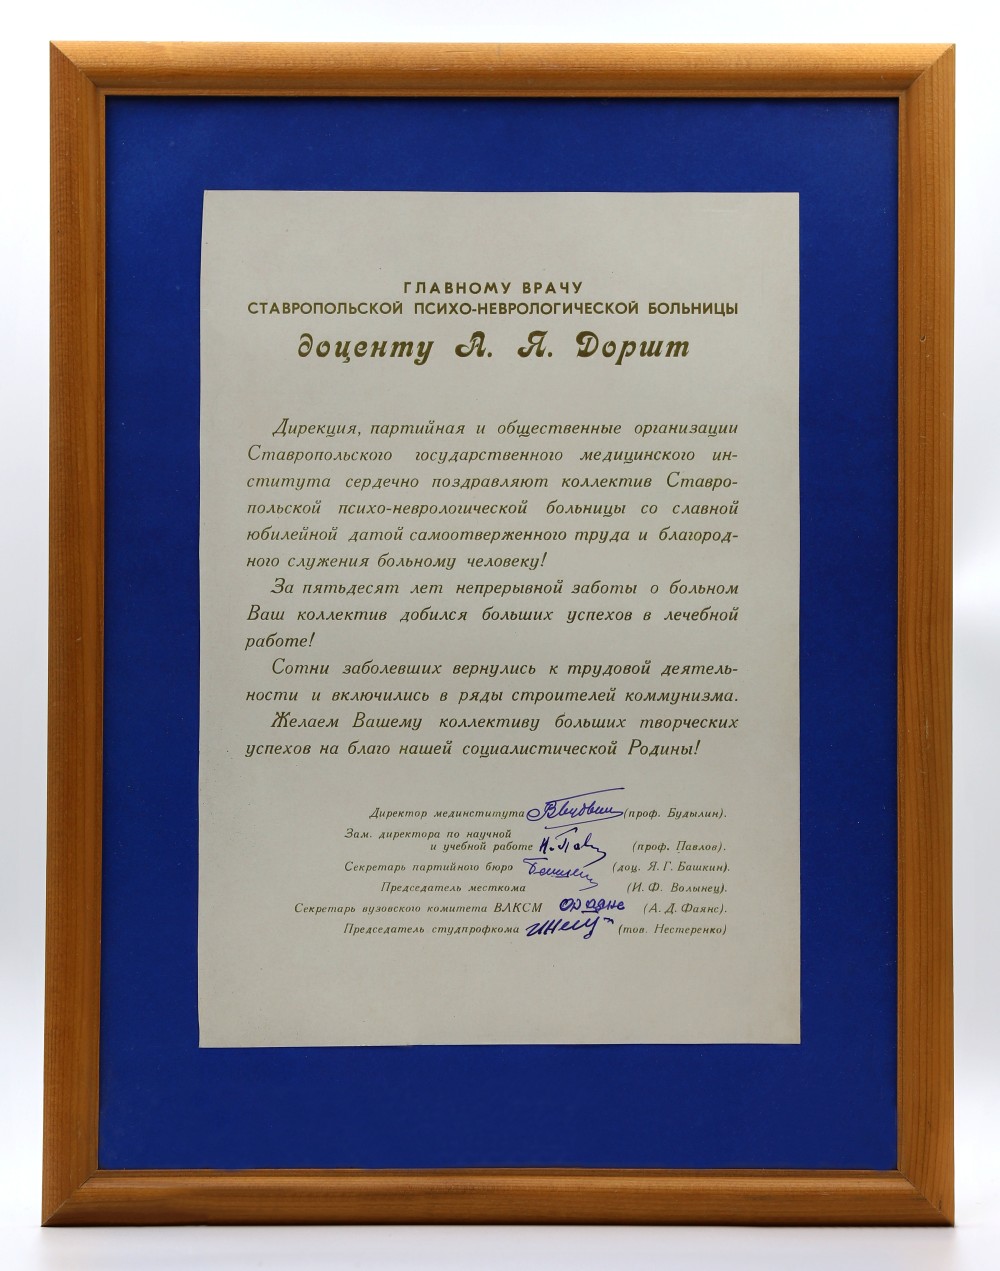 ГЛАВНОМУ ВРАЧУ
СТАВРОПОЛЬСКОЙ ПСИХО-НЕВРОЛОГИЧЕСКОЙ БОЛЬНИЦЫ
доценту А. Я. Доршт
Дирекция, партийная и общественные организации
Ставропольского государственного медицинского ин-
ститута сердечно поздравляют коллектив Ставро-
польской психо-неврологической больницы со славной
юбилейной датой самоотверженного труда и благород-
ного служения больному человеку!
За пятьдесят лет непрерывной заботы о больном
Ваш коллектив добился больших успехов в лечебной
работе!
Сотни заболевших вернулись к трудовой деятель-
ности и включились в ряды строителей коммунизма.
Желаем Вашему коллективу больших творческих
успехов на благо нашей социалистической Родины!
Директор мединститута (проф. Будылин).
Зам. директора по научной
и учебной работе Н. Пав (проф. Павлов).
Секретарь партийного бюро (доц. Я. Г. Башкин).
Председатель месткома (И. Ф. Волынец).
Секретарь вузовского комитета ВЛКСМ (А. Д. Фаянс).
Председатель студпрофкома (тов. Нестеренко)